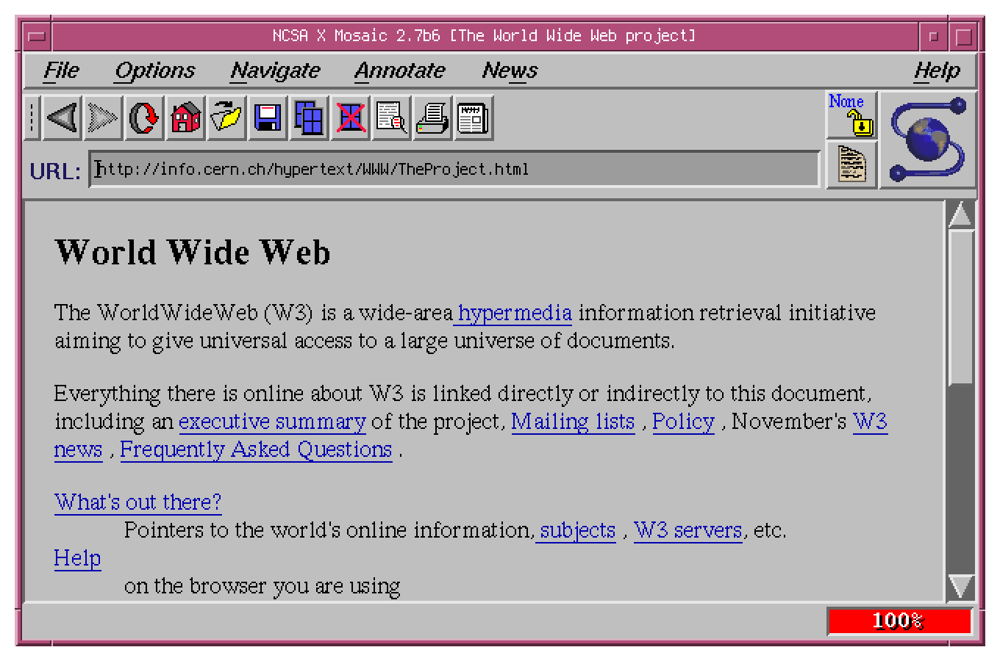 NCSA X Mosaic 2.7b6 [The World Wide Web project]
File Options Navigate Annotate News Help
None
URL: http://info.cern.ch/hypertext/WWW/TheProject.html
World Wide Web
The WorldWideWeb (W3) is a wide-area hypermedia information retrieval initiative
aiming to give universal access to a large universe of documents.
Everything there is online about W3 is linked directly or indirectly to this document,
including an executive summary of the project, Mailing lists , Policy , November's W3
news , Frequently Asked Questions .
What's out there?
Pointers to the world's online information, subjects , W3 servers, etc.
Help
on the browser you are using
100%